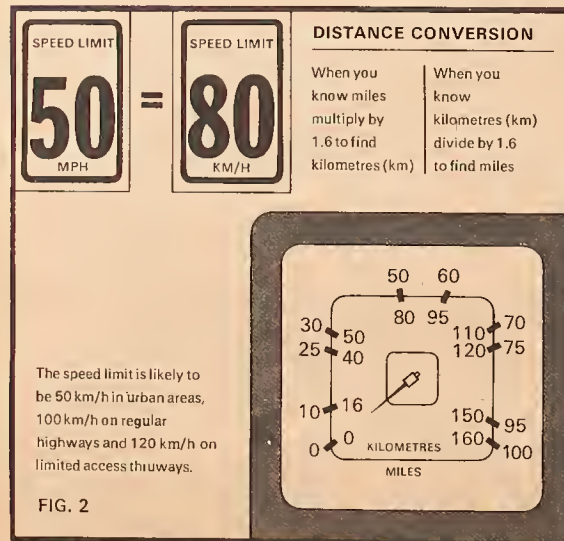 SPEED LIMIT
50
MPH
=
SPEED LIMIT
80
KM/H
DISTANCE CONVERSION
When you
know miles
multiply by
1.6 to find
kilometres (km)
When you
know
kilometres (km)
divide by 1.6
to find miles
The speed limit is likely to
be 50 km/h in urban areas,
100 km/h on regular
highways and 120 km/h on
limited access thruways.
FIG. 2
50 60
80 95
30 50
25 40
110 70
120 75
10 16
0 0
150 95
160 100
KILOMETRES
MILES